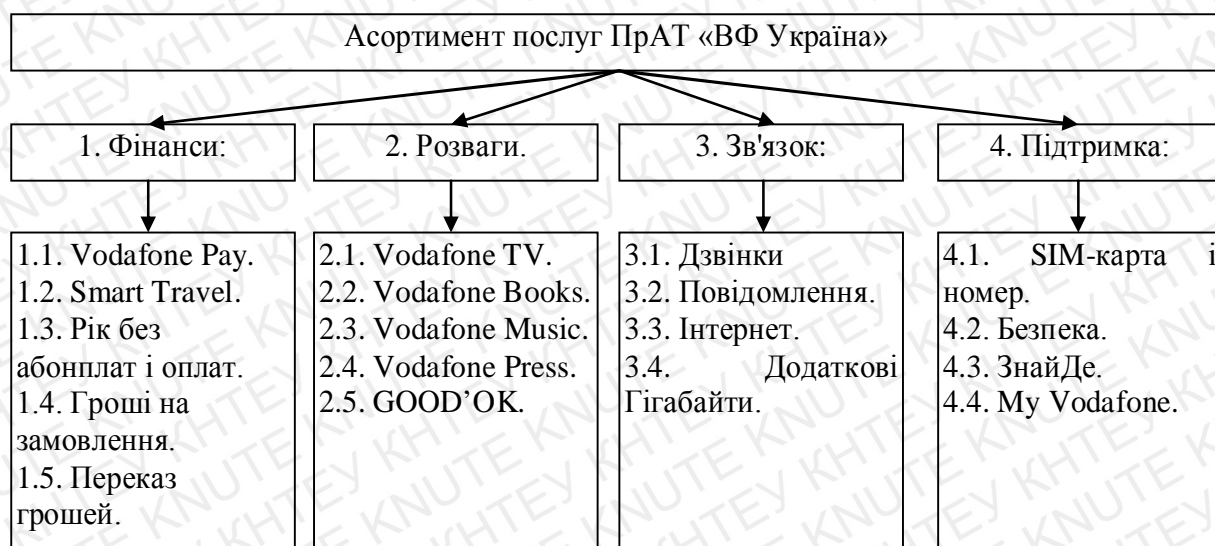 Асортимент послуг ПрАТ «ВФ Україна»
1. Фінанси:
2. Розваги.
3. Зв'язок:
4. Підтримка:
1.1. Vodafone Pay.
1.2. Smart Travel.
1.3. Рік без
абонплат і оплат.
1.4. Гроші на
замовлення.
1.5. Переказ
грошей.
2.1. Vodafone TV.
2.2. Vodafone Books.
2.3. Vodafone Music.
2.4. Vodafone Press.
2.5. GOOD’OK.
3.1. Дзвінки
3.2. Повідомлення.
3.3. Інтернет.
3.4. Додаткові
Гігабайти.
4.1. SIM-карта і
номер.
4.2. Безпека.
4.3. ЗнайДе.
4.4. My Vodafone.